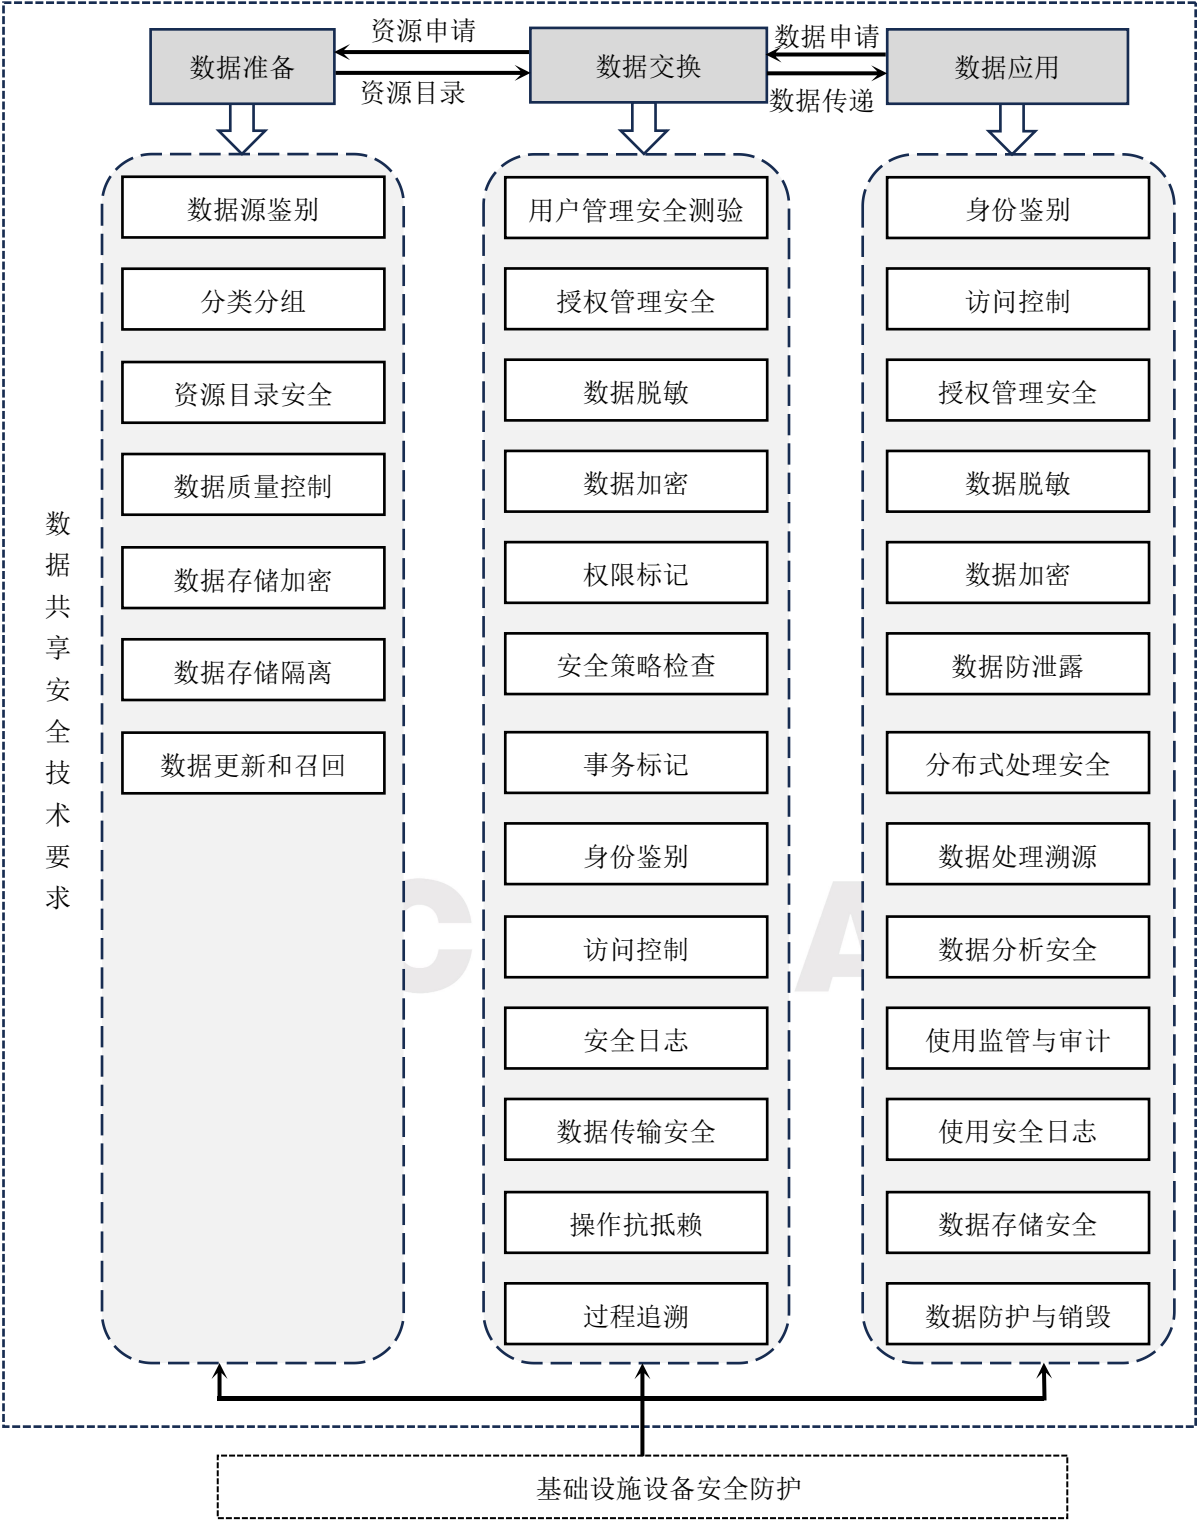 数据准备
资源申请
资源目录
数据交换
数据申请
数据传递
数据应用
数据共享安全技术要求
数据源鉴别
分类分组
资源目录安全
数据质量控制
数据存储加密
数据存储隔离
数据更新和召回
用户管理安全测验
授权管理安全
数据脱敏
数据加密
权限标记
安全策略检查
事务标记
身份鉴别
访问控制
安全日志
数据传输安全
操作抗抵赖
过程追溯
身份鉴别
访问控制
授权管理安全
数据脱敏
数据加密
数据防泄露
分布式处理安全
数据处理溯源
数据分析安全
使用监管与审计
使用安全日志
数据存储安全
数据防护与销毁
基础设施设备安全防护